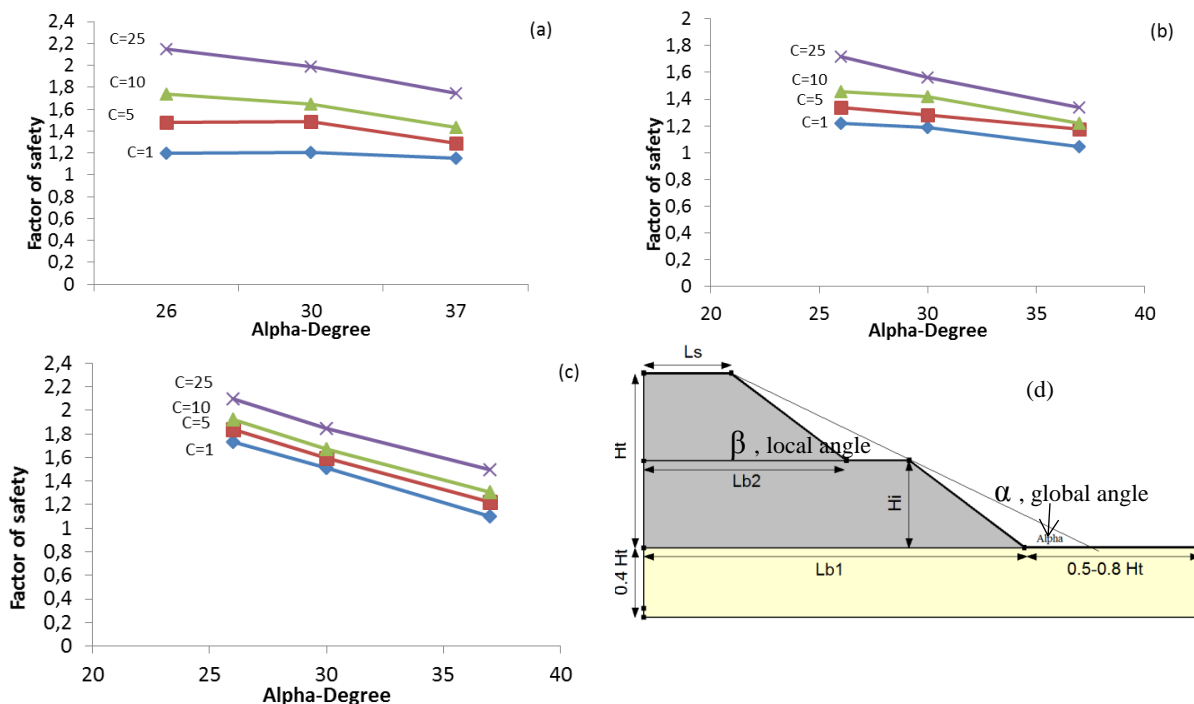 (a)
2,4
2,2
2
1,8
1,6
1,4
1,2
1
0,8
0,6
0,4
0,2
0
Factor of safety
C=25
C=10
C=5
C=1
26 30 37
Alpha-Degree
(b)
2
1,8
1,6
1,4
1,2
1
0,8
0,6
0,4
0,2
0
Factor of safety
C=25
C=10
C=5
C=1
20 25 30 35 40
Alpha-Degree
(c)
2,4
2,2
2
1,8
1,6
1,4
1,2
1
0,8
0,6
0,4
0,2
0
Factor of safety
C=25
C=10
C=5
C=1
20 25 30 35 40
Alpha-Degree
(d)
Ls
Ht
β , local angle
Lb2
Hi
α , global angle
Alpha
Lb1
0.5-0.8 Ht
0.4 Ht